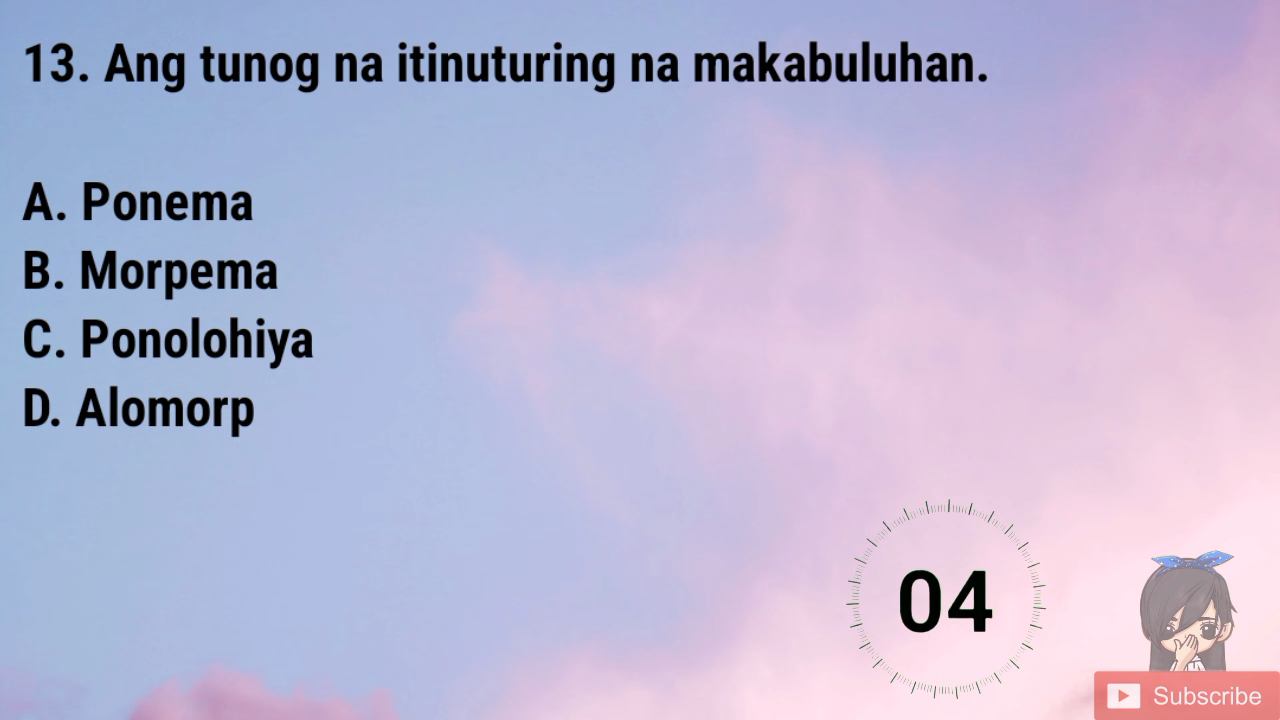 13. Ang tunog na itinuturing na makabuluhan.
A. Ponema
B. Morpema
C. Ponolohiya
D. Alomorp
04
Subscribe